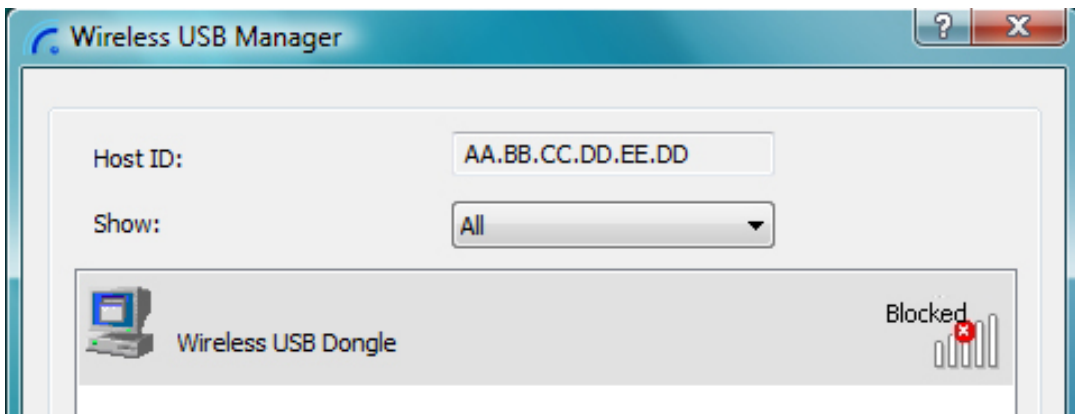 Wireless USB Manager
Host ID:
AA.BB.CC.DD.EE.DD
Show:
All
Wireless USB Dongle
Blocked